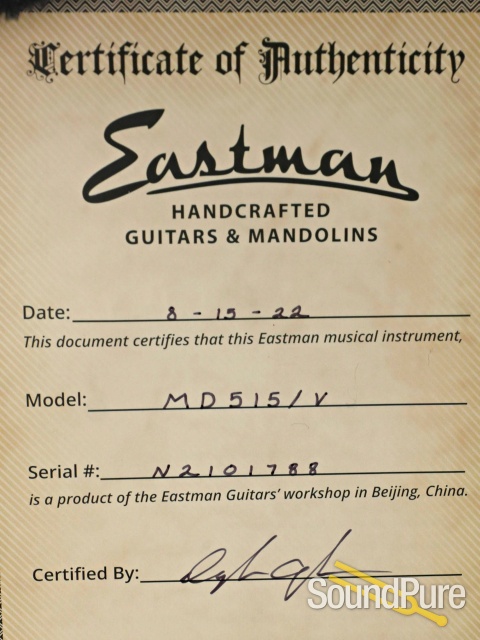 Certificate of Authenticity
Eastman
HANDCRAFTED
GUITARS & MANDOLINS
Date: 8-15-22
This document certifies that this Eastman musical instrument,
Model: MD515/V
Serial #: N2101788
is a product of the Eastman Guitars' workshop in Beijing, China.
Certified By:
SoundPure